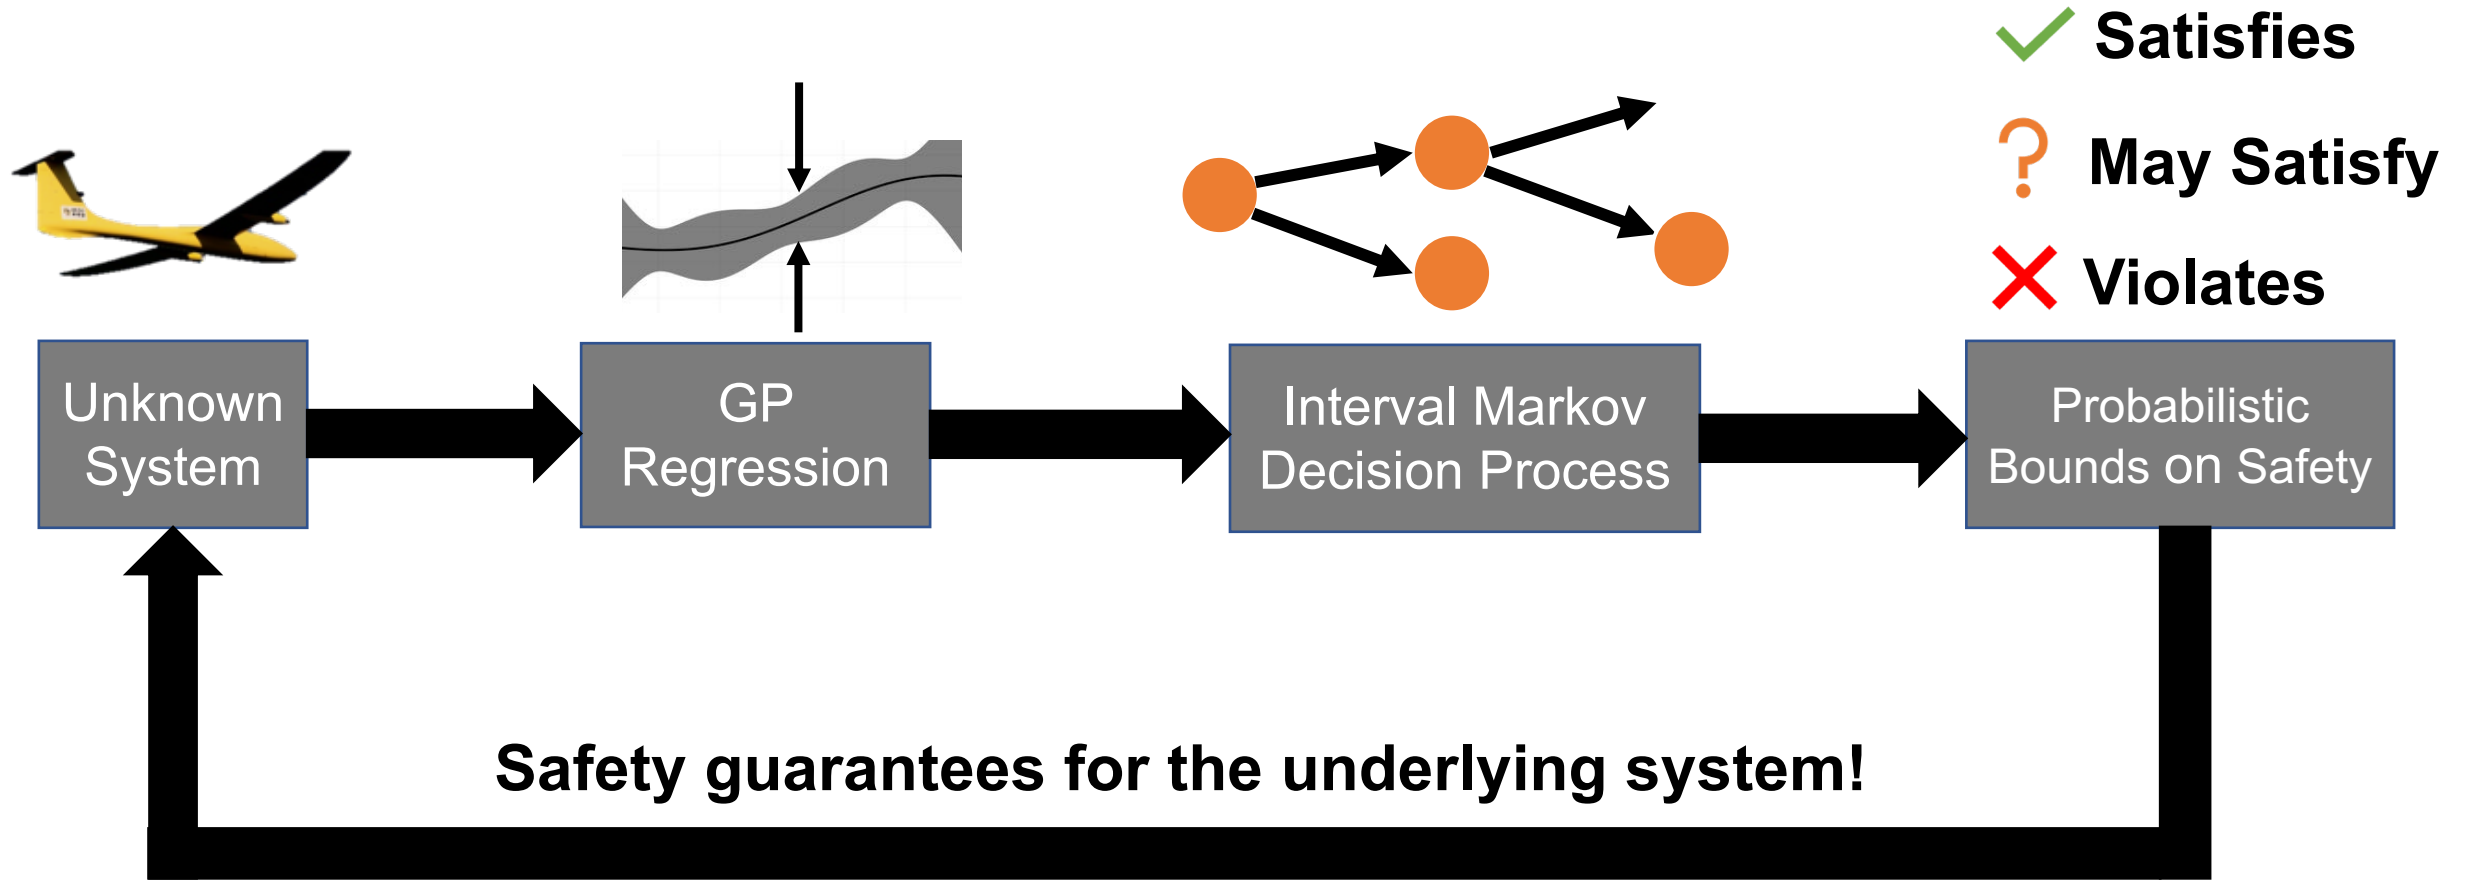 Satisfies
May Satisfy
Violates
Unknown
System
GP
Regression
Interval Markov
Decision Process
Probabilistic
Bounds on Safety
Safety guarantees for the underlying system!